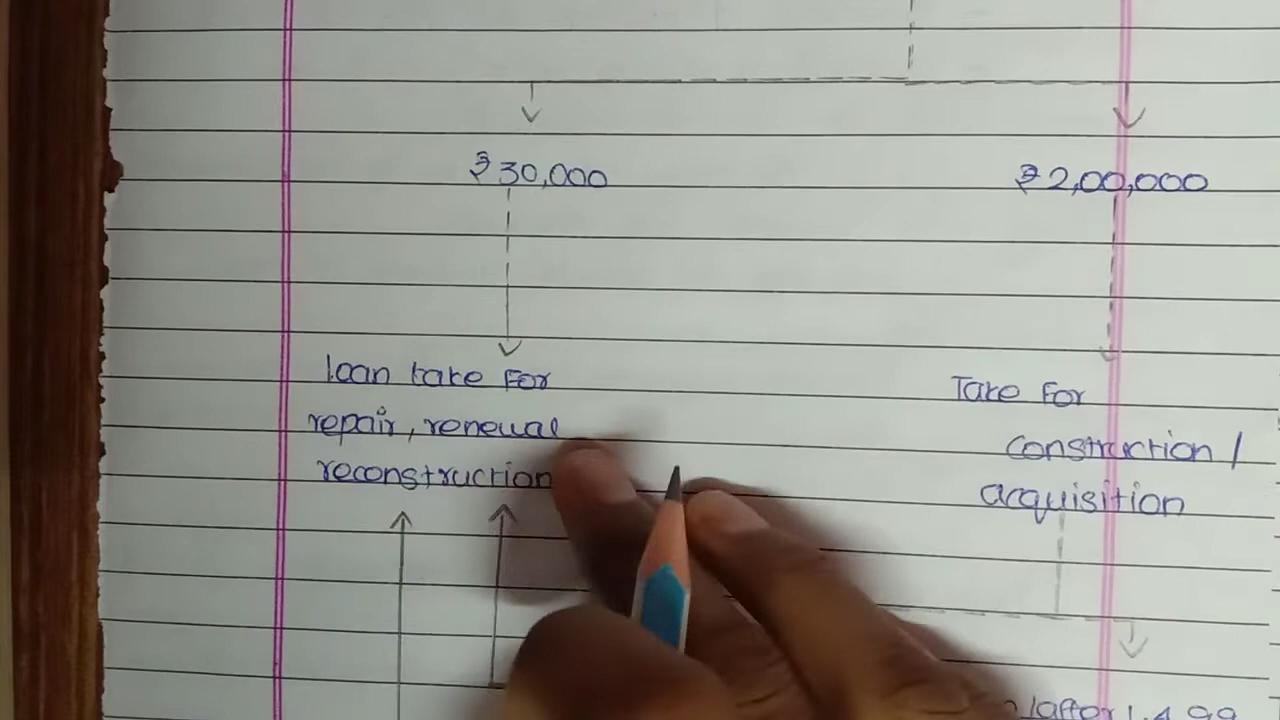 ₹30,000
₹2,00,000
loan take For
repair, renewal
reconstruction
Take For
construction /
acquisition